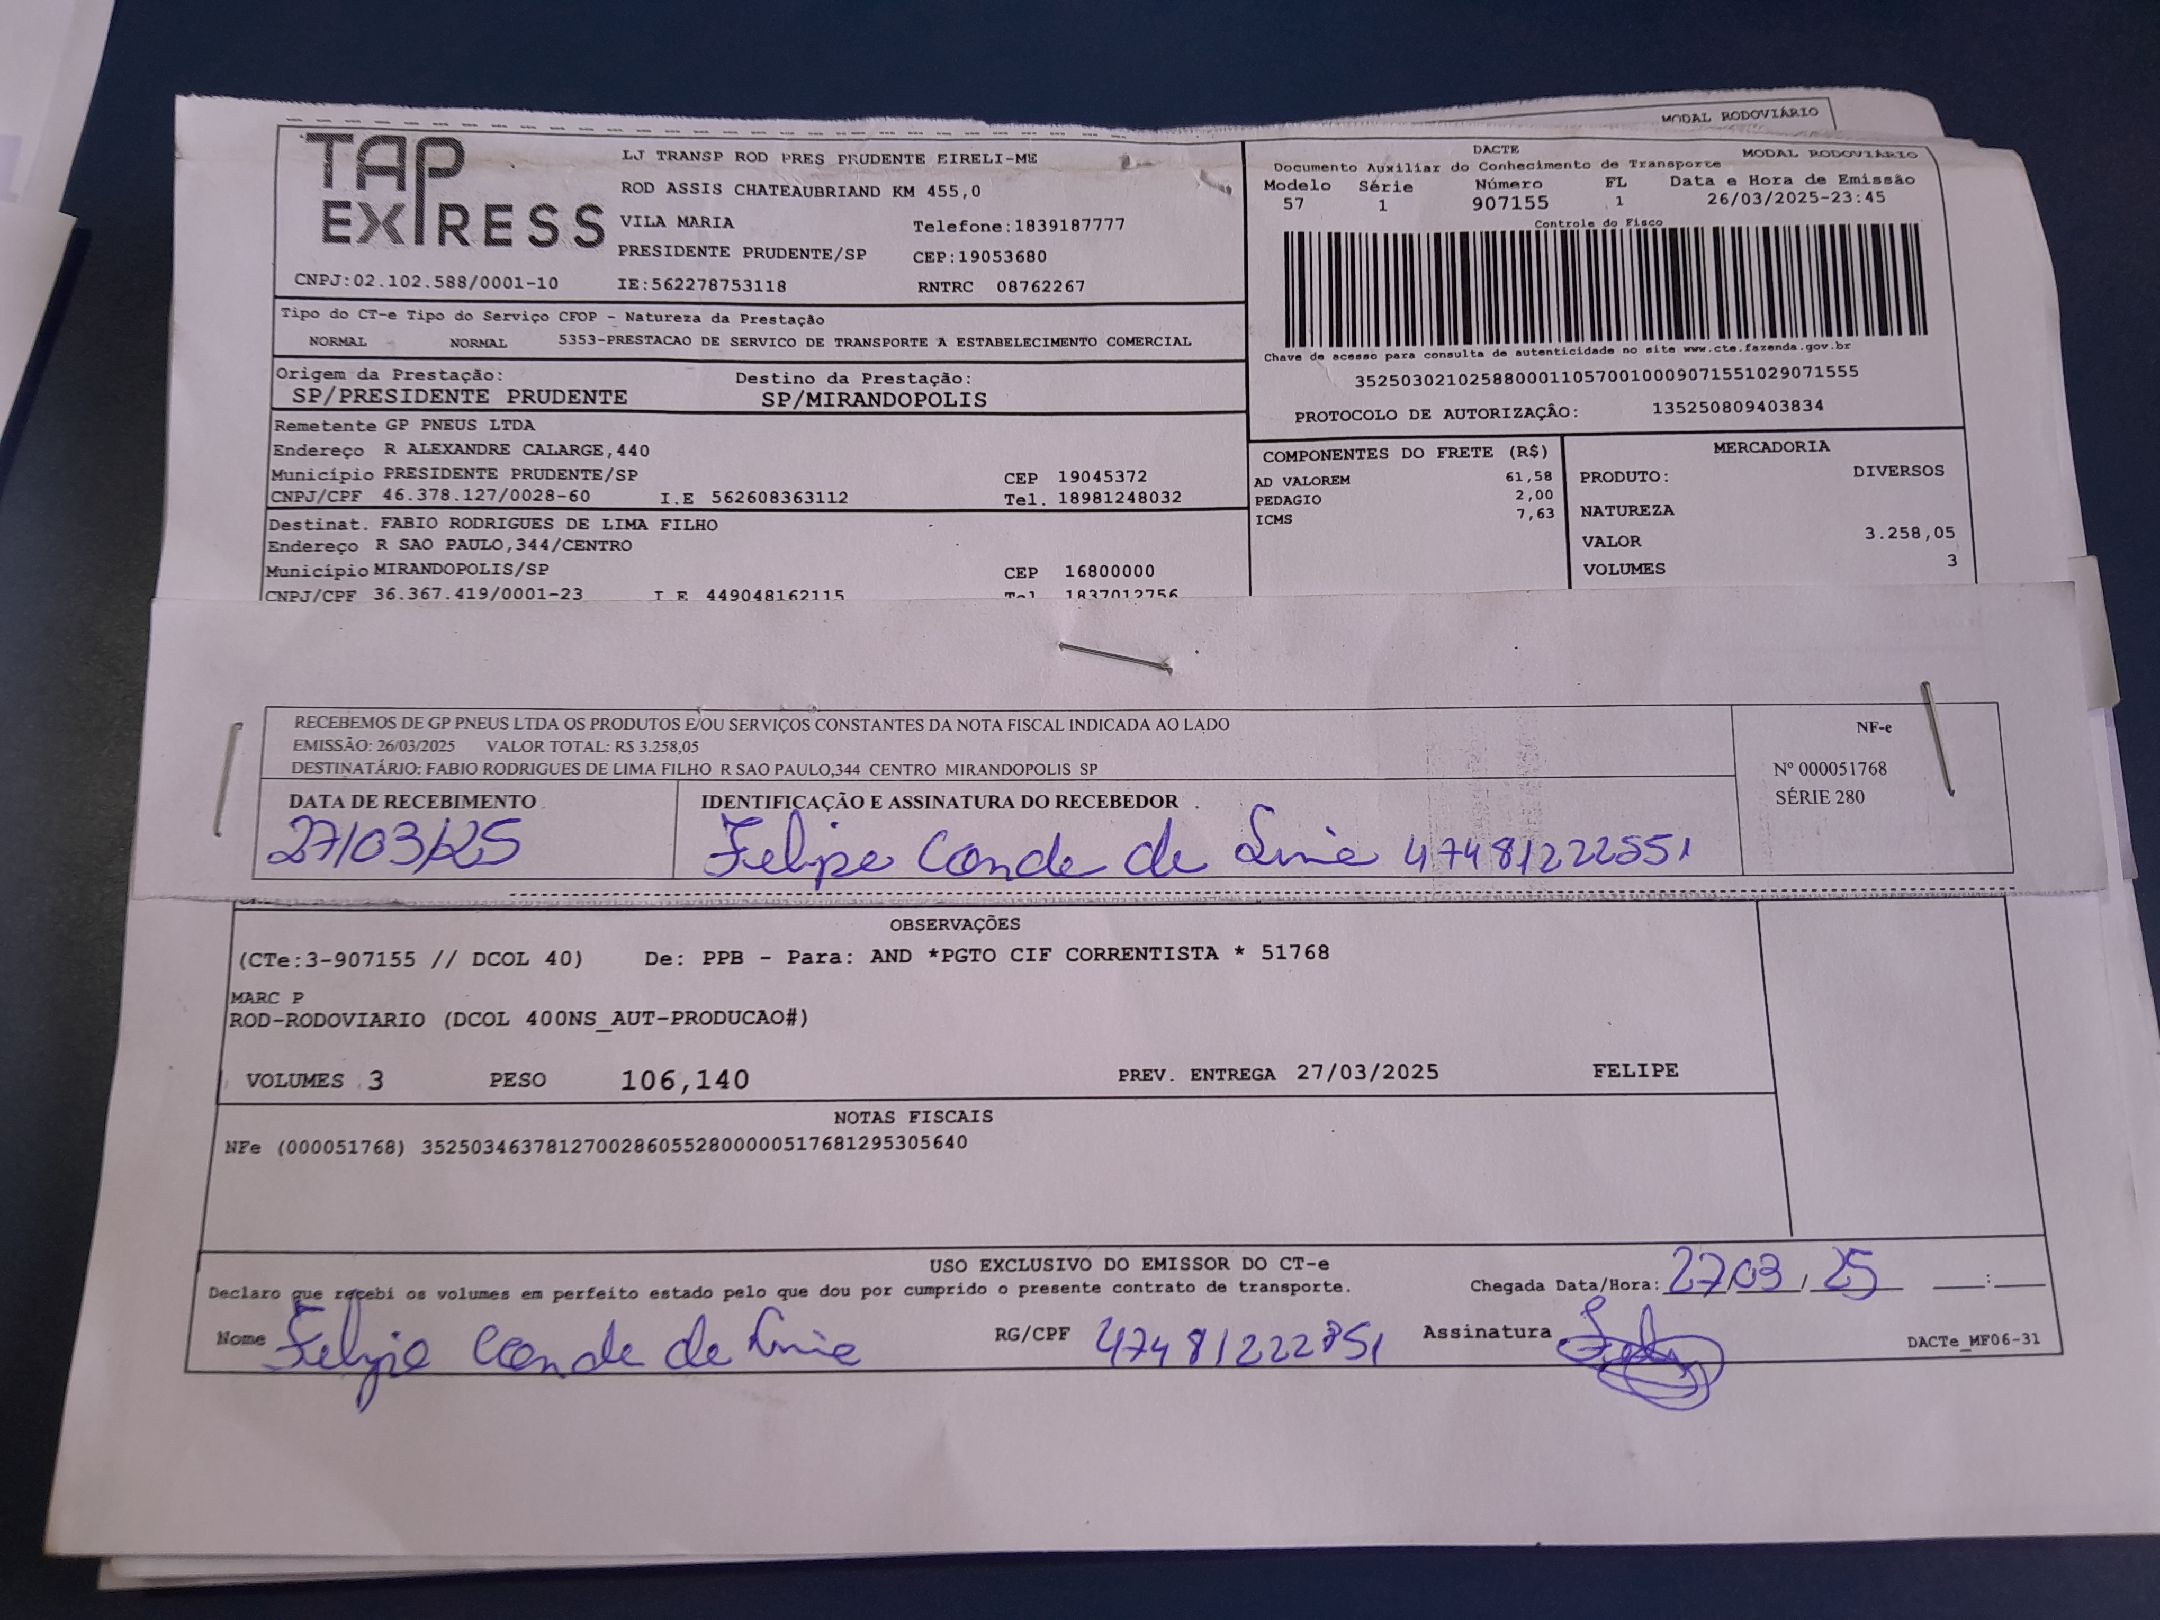 MODAL RODOVIÁRIO
TAP EXPRESS
LJ TRANSP ROD PRES PRUDENTE EIRELI-ME
ROD ASSIS CHATEAUBRIAND KM 455,0
VILA MARIA Telefone:1839187777
PRESIDENTE PRUDENTE/SP CEP:19053680
CNPJ:02.102.588/0001-10 IE:562278753118 RNTRC 08762267
DACTE
Documento Auxiliar do Conhecimento de Transporte MODAL RODOVIÁRIO
Modelo Série Número FL Data e Hora de Emissão
57 1 907155 1 26/03/2025-23:45
Controle do Fisco
Chave de acesso para consulta de autenticidade no site www.cte.fazenda.gov.br
35250302102588000110570010009071551029071555
PROTOCOLO DE AUTORIZAÇÂO: 135250809403834
Tipo do CT-e Tipo do Serviço CFOP - Natureza da Prestação
NORMAL NORMAL 5353-PRESTACAO DE SERVICO DE TRANSPORTE A ESTABELECIMENTO COMERCIAL
Origem da Prestação: Destino da Prestação:
SP/PRESIDENTE PRUDENTE SP/MIRANDOPOLIS
Remetente GP PNEUS LTDA
Endereço R ALEXANDRE CALARGE,440
Município PRESIDENTE PRUDENTE/SP CEP 19045372
CNPJ/CPF 46.378.127/0028-60 I.E 562608363112 Tel. 18981248032
Destinat. FABIO RODRIGUES DE LIMA FILHO
Endereço R SAO PAULO,344/CENTRO
Município MIRANDOPOLIS/SP CEP 16800000
CNPJ/CPF 36.367.419/0001-23 I.E 449048162115 Tel 1837012756
COMPONENTES DO FRETE (R$)
AD VALOREM 61,58
PEDAGIO 2,00
ICMS 7,63
MERCADORIA
PRODUTO: DIVERSOS
NATUREZA
VALOR 3.258,05
VOLUMES 3
RECEBEMOS DE GP PNEUS LTDA OS PRODUTOS E/OU SERVIÇOS CONSTANTES DA NOTA FISCAL INDICADA AO LADO
EMISSÃO: 26/03/2025 VALOR TOTAL: R$ 3.258,05
DESTINATÁRIO: FABIO RODRIGUES DE LIMA FILHO R SAO PAULO,344 CENTRO MIRANDOPOLIS SP
NF-e
Nº 000051768
SÉRIE 280
DATA DE RECEBIMENTO IDENTIFICAÇÃO E ASSINATURA DO RECEBEDOR
27/03/25 Felipe Conde de
OBSERVAÇÕES
(CTe:3-907155 // DCOL 40) De: PPB - Para: AND *PGTO CIF CORRENTISTA * 51768
MARC P
ROD-RODOVIARIO (DCOL 400NS_AUT-PRODUCAO#)
VOLUMES 3 PESO 106,140 PREV. ENTREGA 27/03/2025 FELIPE
NOTAS FISCAIS
NFe (000051768) 35250346378127002860552800000517681295305640
USO EXCLUSIVO DO EMISSOR DO CT-e
Declaro que recebi os volumes em perfeito estado pelo que dou por cumprido o presente contrato de transporte. Chegada Data/Hora: 27/03/25 :
Nome Felipe Conde de RG/CPF Assinatura DACTe_MF06-31